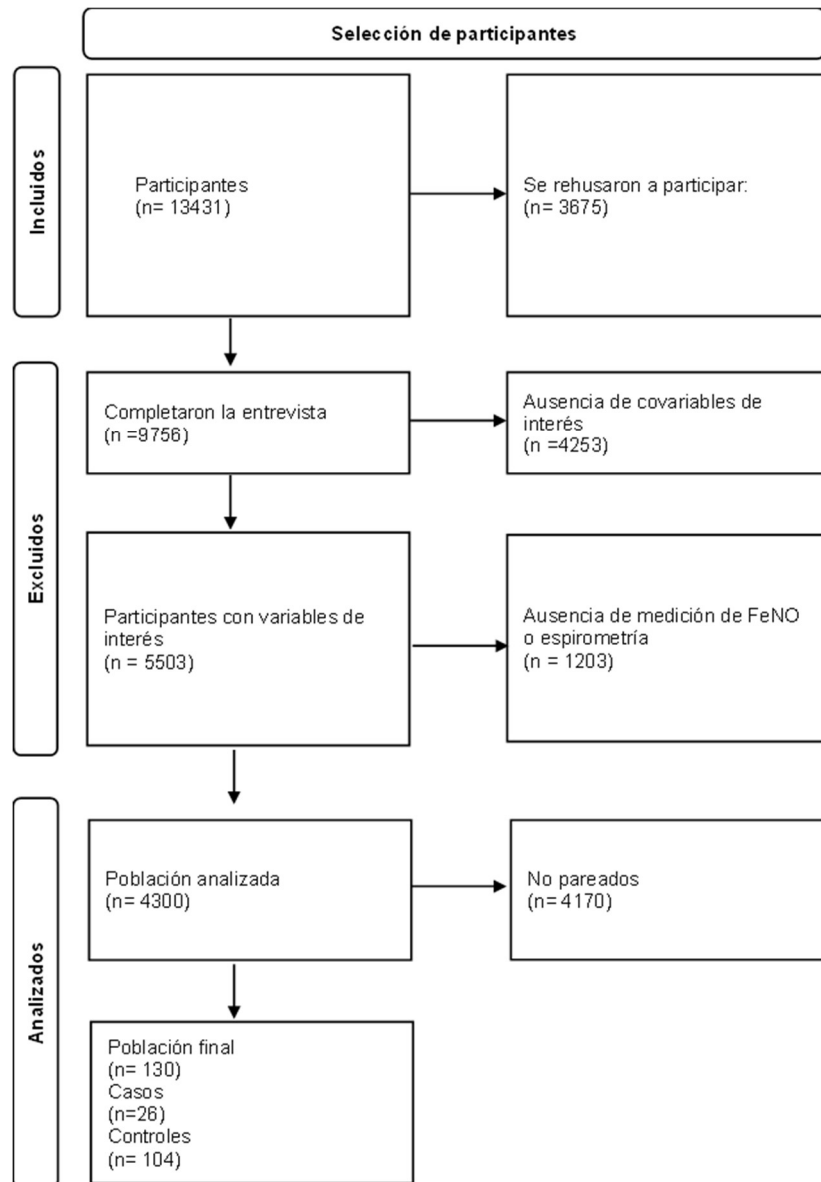 Selección de participantes
Incluidos
Participantes
(n= 13431)
Se rehusaron a participar:
(n= 3675)
Excluidos
Completaron la entrevista
(n =9756)
Ausencia de covariables de
interés
(n =4253)
Participantes con variables de
interés
(n = 5503)
Ausencia de medición de FeNO
o espirometría
(n = 1203)
Analizados
Población analizada
(n= 4300)
No pareados
(n= 4170)
Población final
(n= 130)
Casos
(n=26)
Controles
(n= 104)